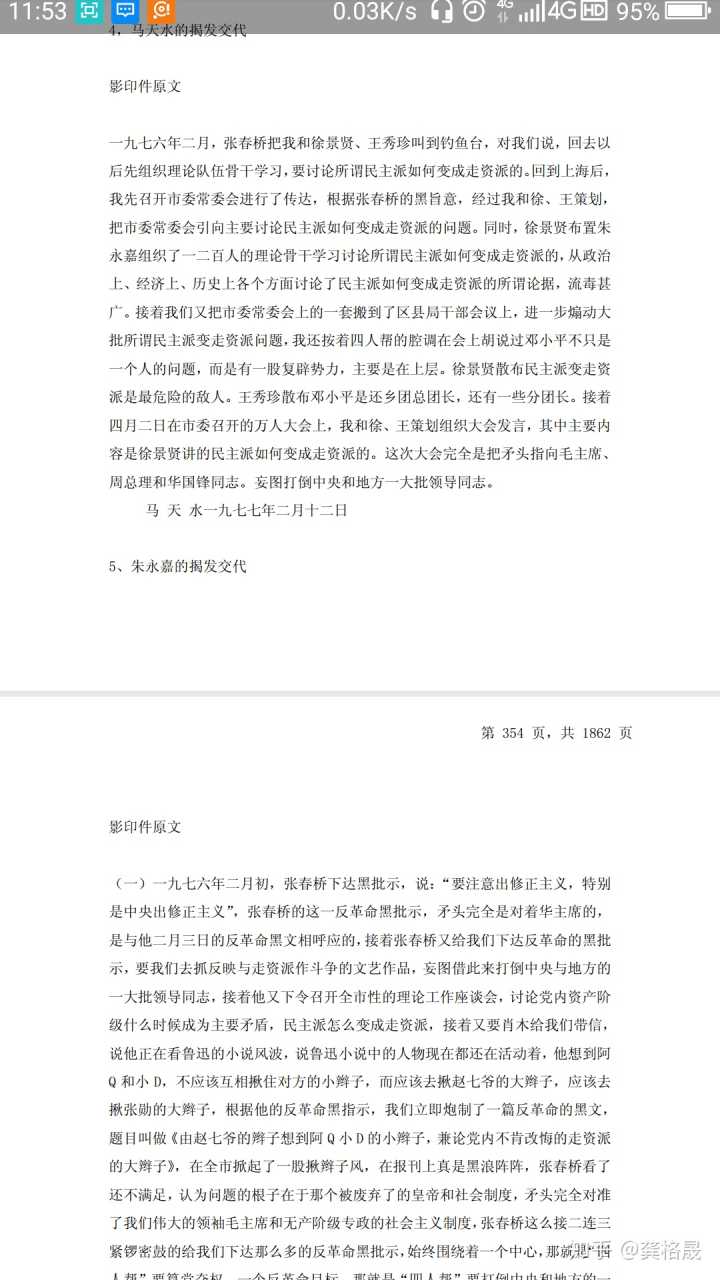 11:53 0.03K/s 4G 4G HD 95%
4，马天水的揭发交代
影印件原文
一九七六年二月，张春桥把我和徐景贤、王秀珍叫到钓鱼台，对我们说，回去以
后先组织理论队伍骨干学习，要讨论所谓民主派如何变成走资派的。回到上海后，
我先召开市委常委会进行了传达，根据张春桥的黑旨意，经过我和徐、王策划，
把市委常委会引向主要讨论民主派如何变成走资派的问题。同时，徐景贤布置朱
永嘉组织了一二百人的理论骨干学习讨论所谓民主派如何变成走资派的，从政治
上、经济上、历史上各个方面讨论了民主派如何变成走资派的所谓论据，流毒甚
广。接着我们又把市委常委会上的一套搬到了区县局干部会议上，进一步煽动大
批所谓民主派变走资派问题，我还按着四人帮的腔调在会上胡说过邓小平不只是
一个人的问题，而是有一股复辟势力，主要是在上层。徐景贤散布民主派变走资
派是最危险的敌人。王秀珍散布邓小平是还乡团总团长，还有一些分团长。接着
四月二日在市委召开的万人大会上，我和徐、王策划组织大会发言，其中主要内
容是徐景贤讲的民主派如何变成走资派的。这次大会完全是把矛头指向毛主席、
周总理和华国锋同志。妄图打倒中央和地方一大批领导同志。
马 天 水一九七七年二月十二日
5、朱永嘉的揭发交代
第 354 页，共 1862 页
影印件原文
（一）一九七六年二月初，张春桥下达黑批示，说：“要注意出修正主义，特别
是中央出修正主义”，张春桥的这一反革命黑批示，矛头完全是对着华主席的，
是与他二月三日的反革命黑文相呼应的，接着张春桥又给我们下达反革命的黑批
示，要我们去抓反映与走资派作斗争的文艺作品，妄图借此来打倒中央与地方的
一大批领导同志，接着他又下令召开全市性的理论工作座谈会，讨论党内资产阶
级什么时候成为主要矛盾，民主派怎么变成走资派，接着又要肖木给我们带信，
说他正在看鲁迅的小说风波，说鲁迅小说中的人物现在都还在活动着，他想到阿
Q 和小 D，不应该互相揪住对方的小辫子，而应该去揪赵七爷的大辫子，应该去
揪张勋的大辫子，根据他的反革命黑指示，我们立即炮制了一篇反革命的黑文，
题目叫做《由赵七爷的辫子想到阿 Q 小 D 的小辫子，兼论党内不肯改悔的走资派
的大辫子》，在全市掀起了一股揪辫子风，在报刊上真是黑浪阵阵，张春桥看了
还不满足，认为问题的根子在于那个被废弃了的皇帝和社会制度，矛头完全对准
了我们伟大的领袖毛主席和无产阶级专政的社会主义制度，张春桥这么接二连三
紧锣密鼓的给我们下达那么多的反革命黑批示，始终围绕着一个中心，那就是“四
人帮”要篡党夺权，一个反革命目标，那就是“四人帮”要打倒中央和地方的一
知乎 @龚格晟